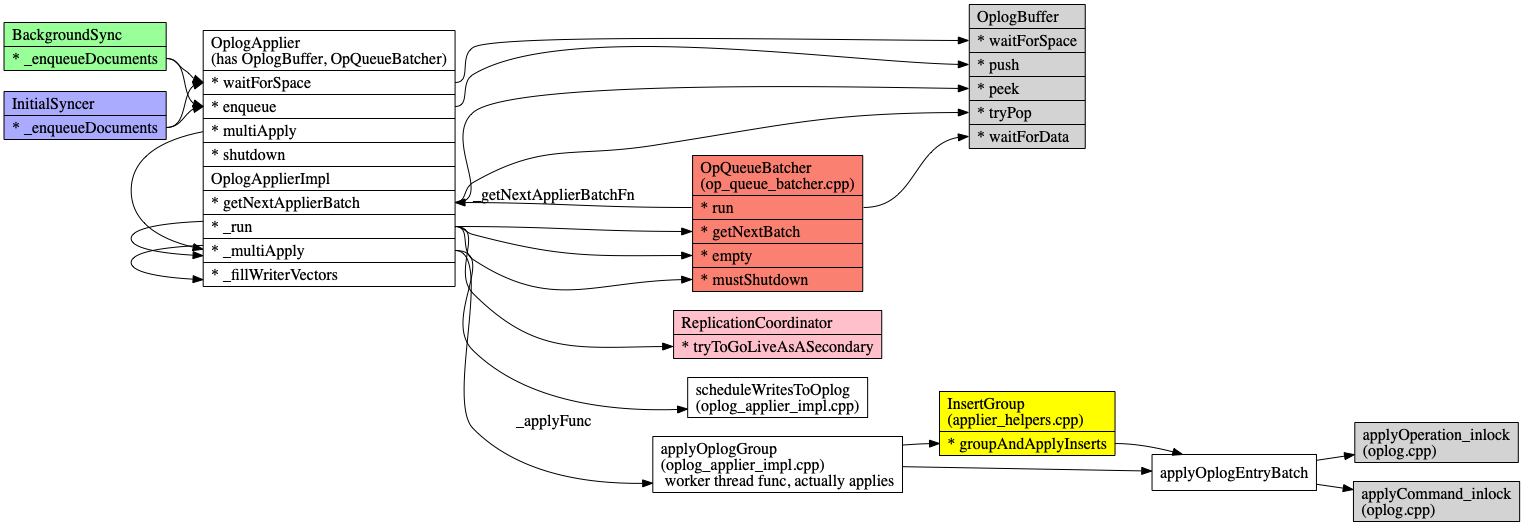 BackgroundSync
* _enqueueDocuments
InitialSyncer
* _enqueueDocuments
OplogApplier
(has OplogBuffer, OpQueueBatcher)
* waitForSpace
* enqueue
* multiApply
* shutdown
OplogApplierImpl
* getNextApplierBatch
* _run
* _multiApply
* _fillWriterVectors
OplogBuffer
* waitForSpace
* push
* peek
* tryPop
* waitForData
_getNextApplierBatchFn
OpQueueBatcher
(op_queue_batcher.cpp)
* run
* getNextBatch
* empty
* mustShutdown
ReplicationCoordinator
* tryToGoLiveAsASecondary
scheduleWritesToOplog
(oplog_applier_impl.cpp)
_applyFunc
applyOplogGroup
(oplog_applier_impl.cpp)
worker thread func, actually applies
InsertGroup
(applier_helpers.cpp)
* groupAndApplyInserts
applyOplogEntryBatch
applyOperation_inlock
(oplog.cpp)
applyCommand_inlock
(oplog.cpp)